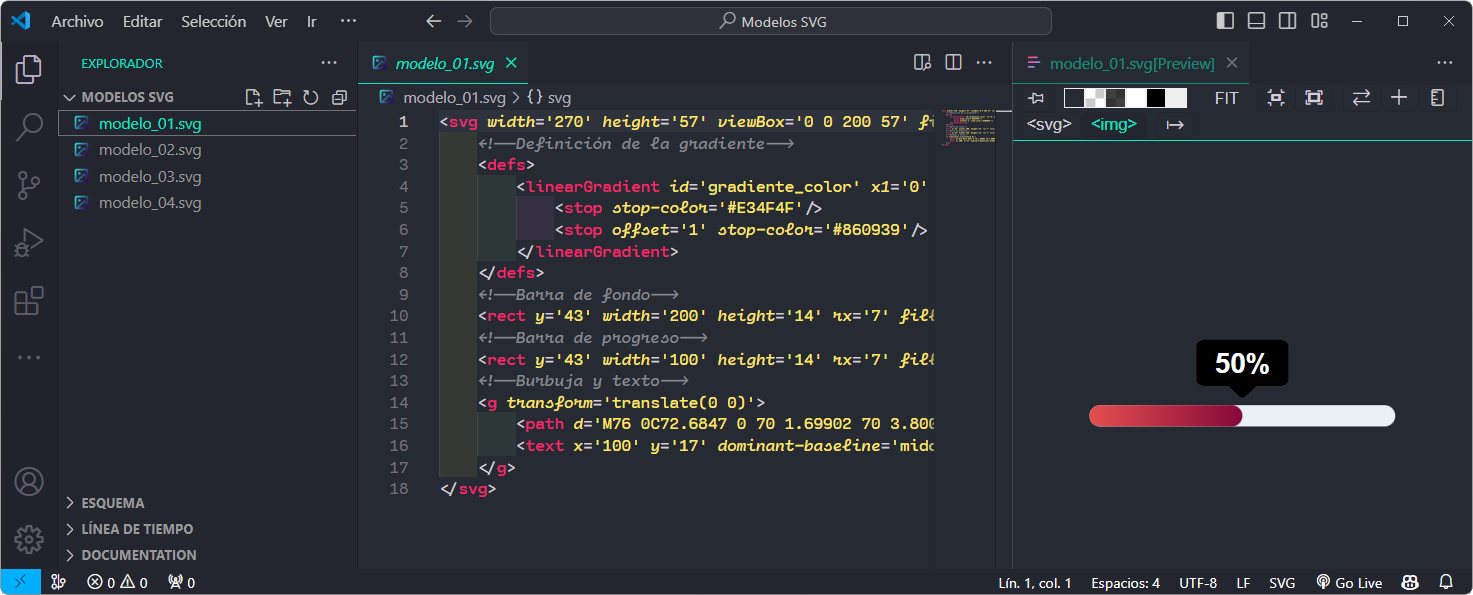 Archivo Editar Selección Ver Ir ···
Modelos SVG
EXPLORADOR ···
MODELOS SVG
modelo_01.svg
modelo_02.svg
modelo_03.svg
modelo_04.svg
ESQUEMA
LÍNEA DE TIEMPO
DOCUMENTATION
modelo_01.svg
modelo_01.svg > {} svg
1 <svg width='270' height='57' viewBox='0 0 200 57' fi
2 <!--Definición de la gradiente-->
3 <defs>
4 <linearGradient id='gradiente_color' x1='0'
5 <stop stop-color='#E34F4F'/>
6 <stop offset='1' stop-color='#860939'/>
7 </linearGradient>
8 </defs>
9 <!--Barra de fondo-->
10 <rect y='43' width='200' height='14' rx='7' fill
11 <!--Barra de progreso-->
12 <rect y='43' width='100' height='14' rx='7' fill
13 <!--Burbuja y texto-->
14 <g transform='translate(0 0)'>
15 <path d='M76 0C72.6847 0 70 1.69902 70 3.800
16 <text x='100' y='17' dominant-baseline='midd
17 </g>
18 </svg>
modelo_01.svg[Preview]
FIT
<svg> <img>
50%
0 0 0
Lín. 1, col. 1 Espacios: 4 UTF-8 LF SVG Go Live